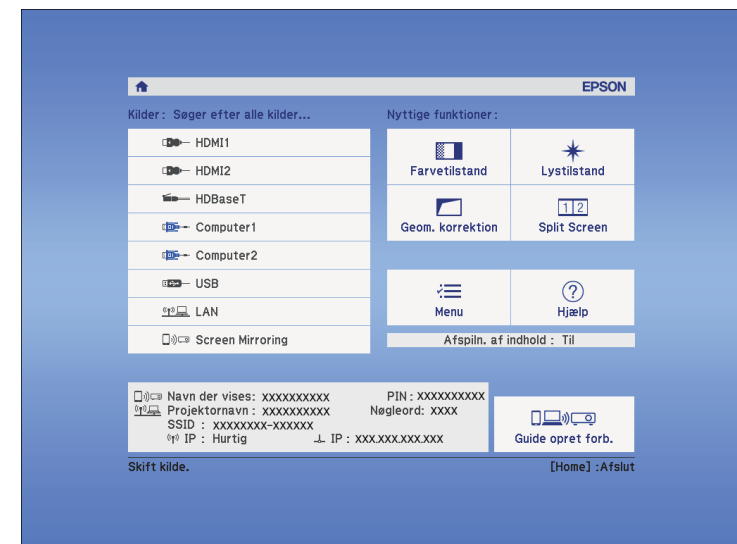 EPSON
Kilder : Søger efter alle kilder...
HDMI1
HDMI2
HDBaseT
Computer1
Computer2
USB
LAN
Screen Mirroring
Nyttige funktioner :
Farvetilstand
Lystilstand
Geom. korrektion
1 2
Split Screen
Menu
Hjælp
Afspiln. af indhold : Til
Navn der vises: xxxxxxxxxx PIN : xxxxxxxxxx
Projektornavn : xxxxxxxxxx Nøgleord: xxxx
SSID : xxxxxxxx-xxxxxx
IP : Hurtig IP : xxx.xxx.xxx.xxx
Guide opret forb.
Skift kilde. [Home] :Afslut